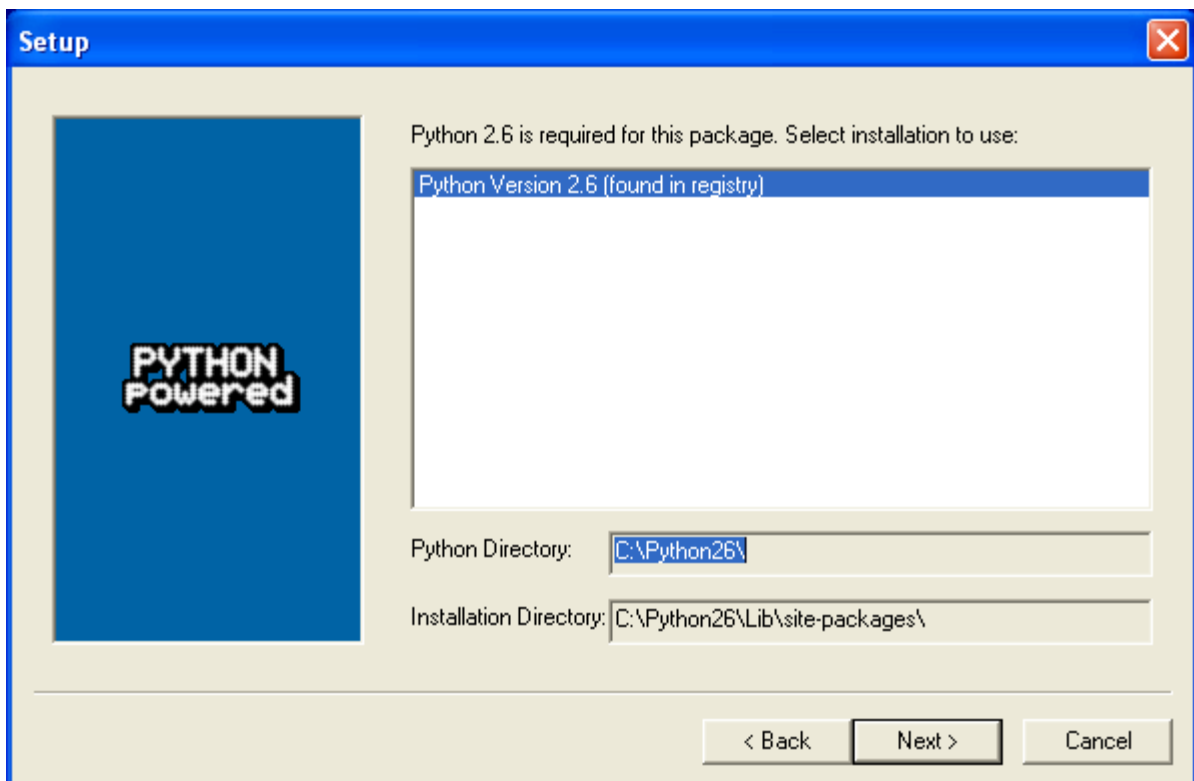 Setup
Python 2.6 is required for this package. Select installation to use:
Python Version 2.6 (found in registry)
PYTHON
powered
Python Directory: C:\Python26\
Installation Directory: C:\Python26\Lib\site-packages\
< Back Next > Cancel